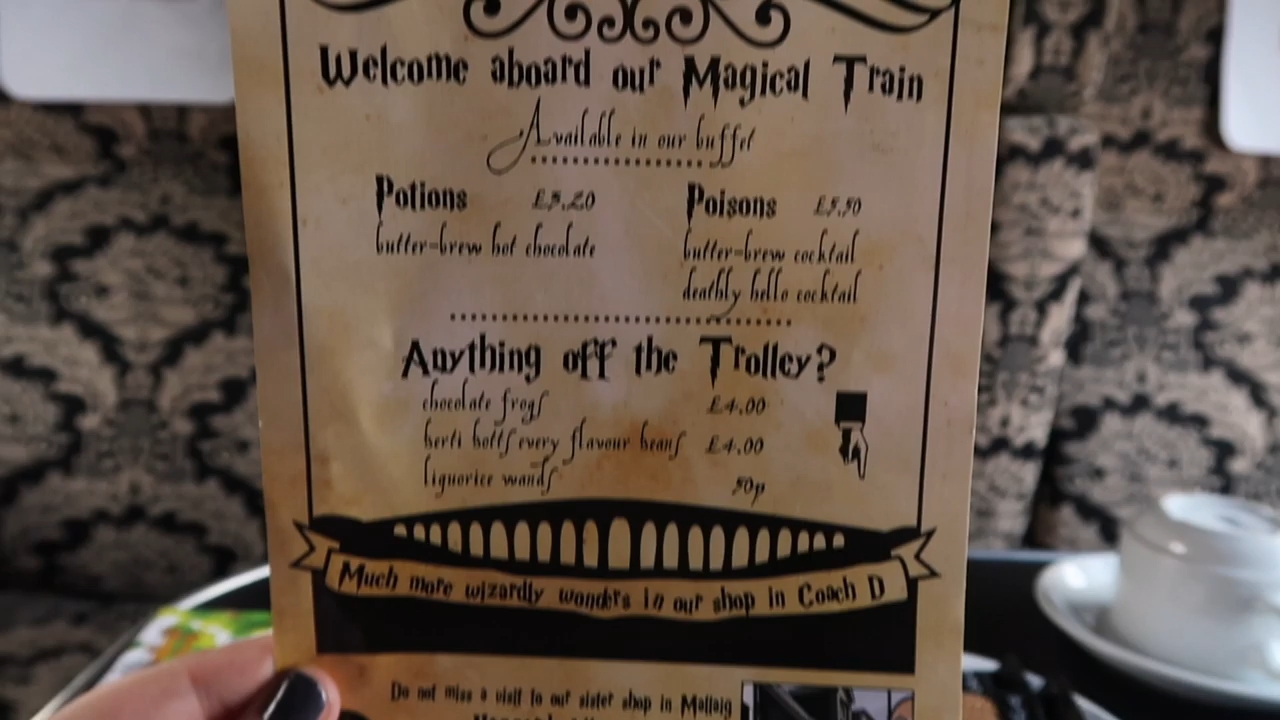 Welcome aboard our Magical Train
Available in our buffet
Potions £5.20
butter-brew hot chocolate
Poisons £5.50
butter-brew cocktail
deathly hello cocktail
Anything off the Trolley?
chocolate frogs £4.00
berti botts every flavour beans £4.00
liquorice wands 50p
Much more wizardly wonders in our shop in Coach D
Do not miss a visit to our sister shop in Mallaig